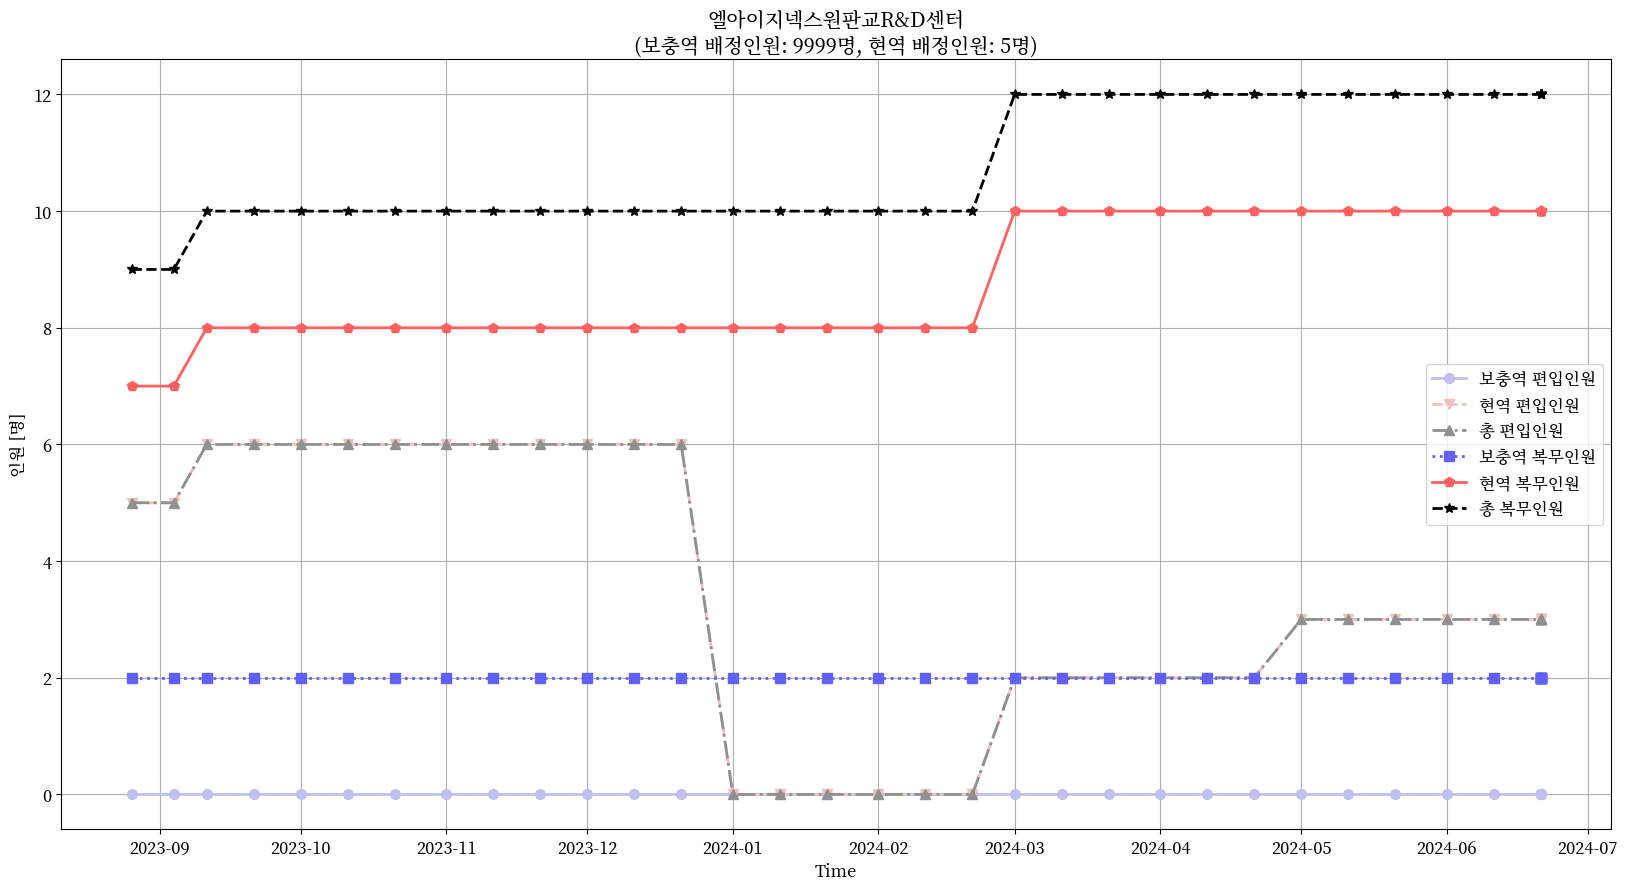 엘아이지넥스원판교R&D센터
(보충역 배정인원: 9999명, 현역 배정인원: 5명)
12
10
8
6
4
2
0
인원 [명]
보충역 편입인원
현역 편입인원
총 편입인원
보충역 복무인원
현역 복무인원
총 복무인원
2023-09 2023-10 2023-11 2023-12 2024-01 2024-02 2024-03 2024-04 2024-05 2024-06 2024-07
Time